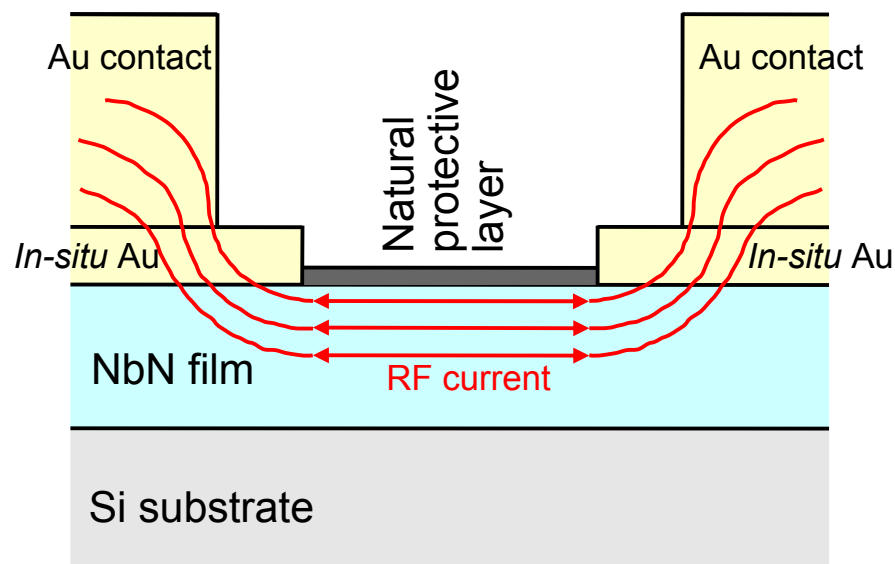 Au contact
Au contact
Natural
protective
layer
In-situ Au
In-situ Au
NbN film
RF current
Si substrate